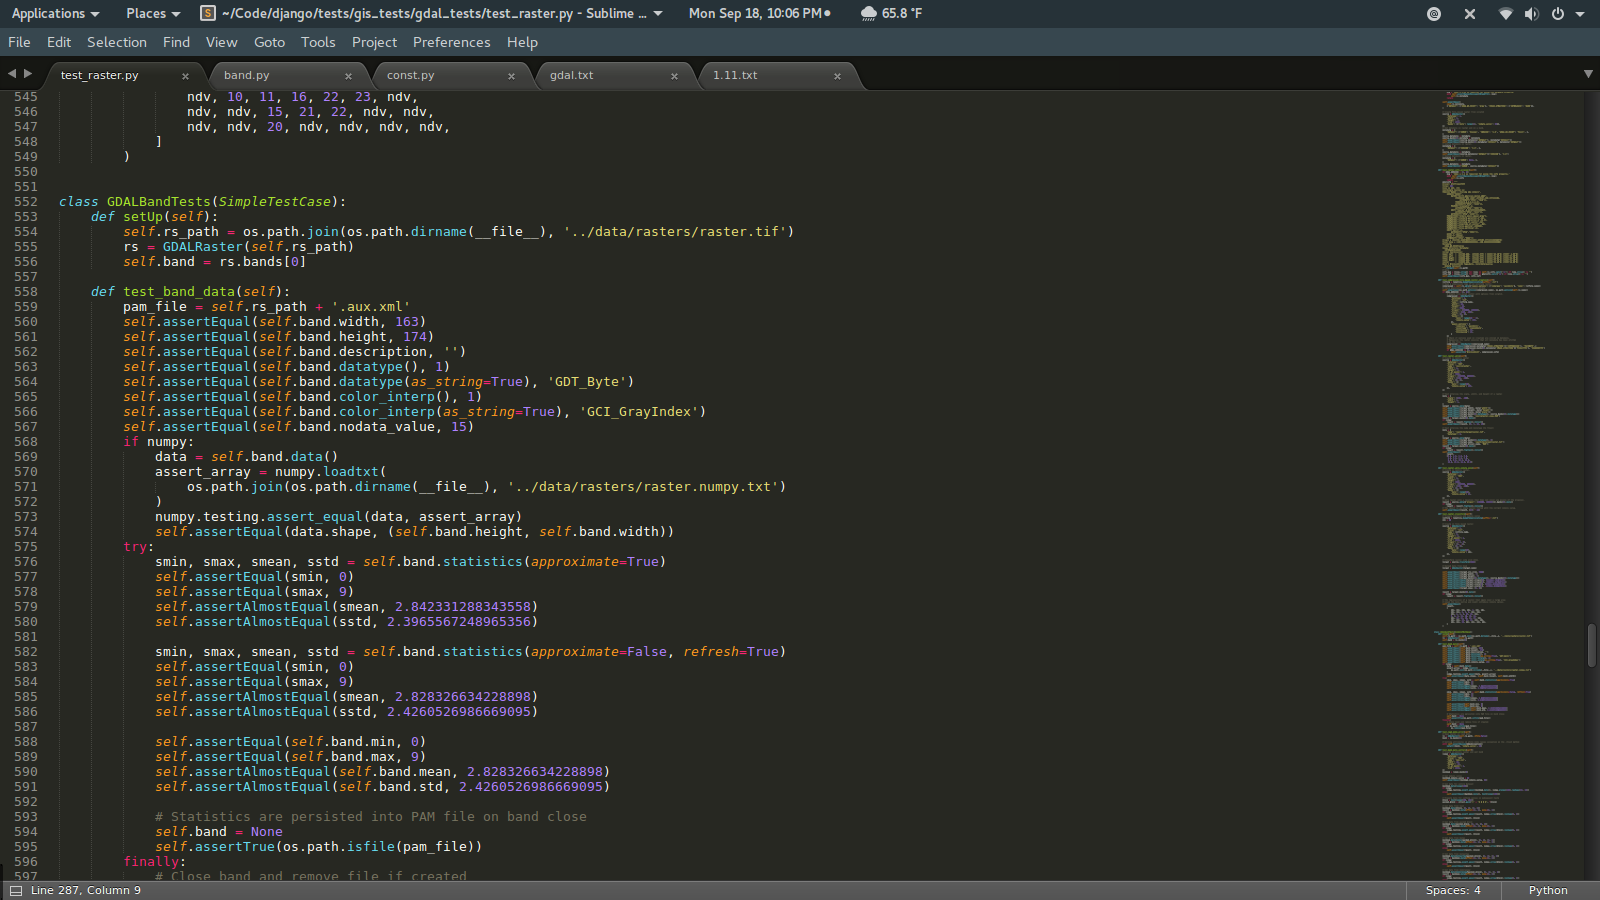 Applications Places ~/Code/django/tests/gis_tests/gdal_tests/test_raster.py - Sublime ... Mon Sep 18, 10:06 PM 65.8 °F
File Edit Selection Find View Goto Tools Project Preferences Help
test_raster.py band.py const.py gdal.txt 1.11.txt
545 ndv, 10, 11, 16, 22, 23, ndv,
546 ndv, ndv, 15, 21, 22, ndv, ndv,
547 ndv, ndv, 20, ndv, ndv, ndv, ndv,
548 ]
549 )
550
551
552 class GDALBandTests(SimpleTestCase):
553 def setUp(self):
554 self.rs_path = os.path.join(os.path.dirname(__file__), '../data/rasters/raster.tif')
555 rs = GDALRaster(self.rs_path)
556 self.band = rs.bands[0]
557
558 def test_band_data(self):
559 pam_file = self.rs_path + '.aux.xml'
560 self.assertEqual(self.band.width, 163)
561 self.assertEqual(self.band.height, 174)
562 self.assertEqual(self.band.description, '')
563 self.assertEqual(self.band.datatype(), 1)
564 self.assertEqual(self.band.datatype(as_string=True), 'GDT_Byte')
565 self.assertEqual(self.band.color_interp(), 1)
566 self.assertEqual(self.band.color_interp(as_string=True), 'GCI_GrayIndex')
567 self.assertEqual(self.band.nodata_value, 15)
568 if numpy:
569 data = self.band.data()
570 assert_array = numpy.loadtxt(
571 os.path.join(os.path.dirname(__file__), '../data/rasters/raster.numpy.txt')
572 )
573 numpy.testing.assert_equal(data, assert_array)
574 self.assertEqual(data.shape, (self.band.height, self.band.width))
575 try:
576 smin, smax, smean, sstd = self.band.statistics(approximate=True)
577 self.assertEqual(smin, 0)
578 self.assertEqual(smax, 9)
579 self.assertAlmostEqual(smean, 2.842331288343558)
580 self.assertAlmostEqual(sstd, 2.3965567248965356)
581
582 smin, smax, smean, sstd = self.band.statistics(approximate=False, refresh=True)
583 self.assertEqual(smin, 0)
584 self.assertEqual(smax, 9)
585 self.assertAlmostEqual(smean, 2.828326634228898)
586 self.assertAlmostEqual(sstd, 2.4260526986669095)
587
588 self.assertEqual(self.band.min, 0)
589 self.assertEqual(self.band.max, 9)
590 self.assertAlmostEqual(self.band.mean, 2.828326634228898)
591 self.assertAlmostEqual(self.band.std, 2.4260526986669095)
592
593 # Statistics are persisted into PAM file on band close
594 self.band = None
595 self.assertTrue(os.path.isfile(pam_file))
596 finally:
597 # Close band and remove file if created
Line 287, Column 9 Spaces: 4 Python